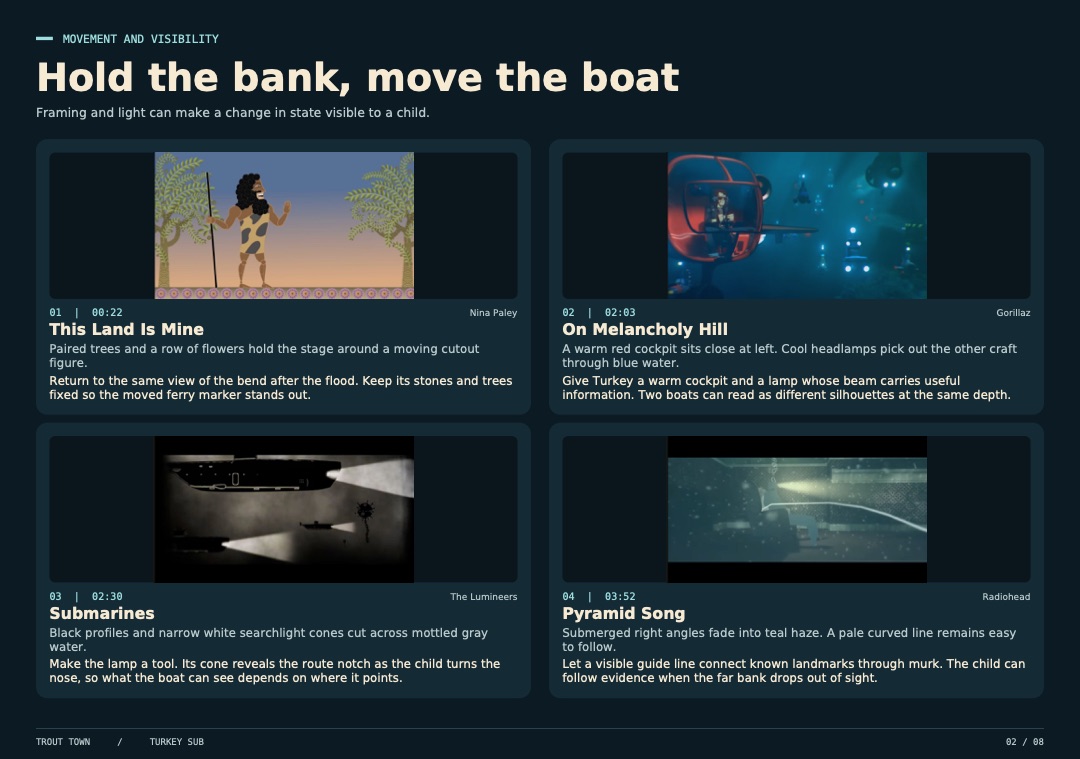 MOVEMENT AND VISIBILITY
Hold the bank, move the boat
Framing and light can make a change in state visible to a child.
01 | 00:22
Nina Paley
This Land Is Mine
Paired trees and a row of flowers hold the stage around a moving cutout
figure.
Return to the same view of the bend after the flood. Keep its stones and trees
fixed so the moved ferry marker stands out.
02 | 02:03
Gorillaz
On Melancholy Hill
A warm red cockpit sits close at left. Cool headlamps pick out the other craft
through blue water.
Give Turkey a warm cockpit and a lamp whose beam carries useful
information. Two boats can read as different silhouettes at the same depth.
03 | 02:30
The Lumineers
Submarines
Black profiles and narrow white searchlight cones cut across mottled gray
water.
Make the lamp a tool. Its cone reveals the route notch as the child turns the
nose, so what the boat can see depends on where it points.
04 | 03:52
Radiohead
Pyramid Song
Submerged right angles fade into teal haze. A pale curved line remains easy
to follow.
Let a visible guide line connect known landmarks through murk. The child can
follow evidence when the far bank drops out of sight.
TROUT TOWN / TURKEY SUB
02 / 08